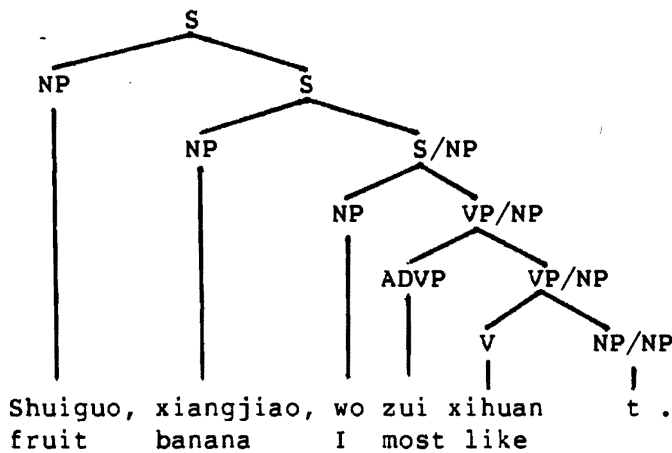 S
NP S
NP S/NP
NP VP/NP
ADVP VP/NP
V NP/NP
Shuiguo, xiangjiao, wo zui xihuan t .
fruit banana I most like